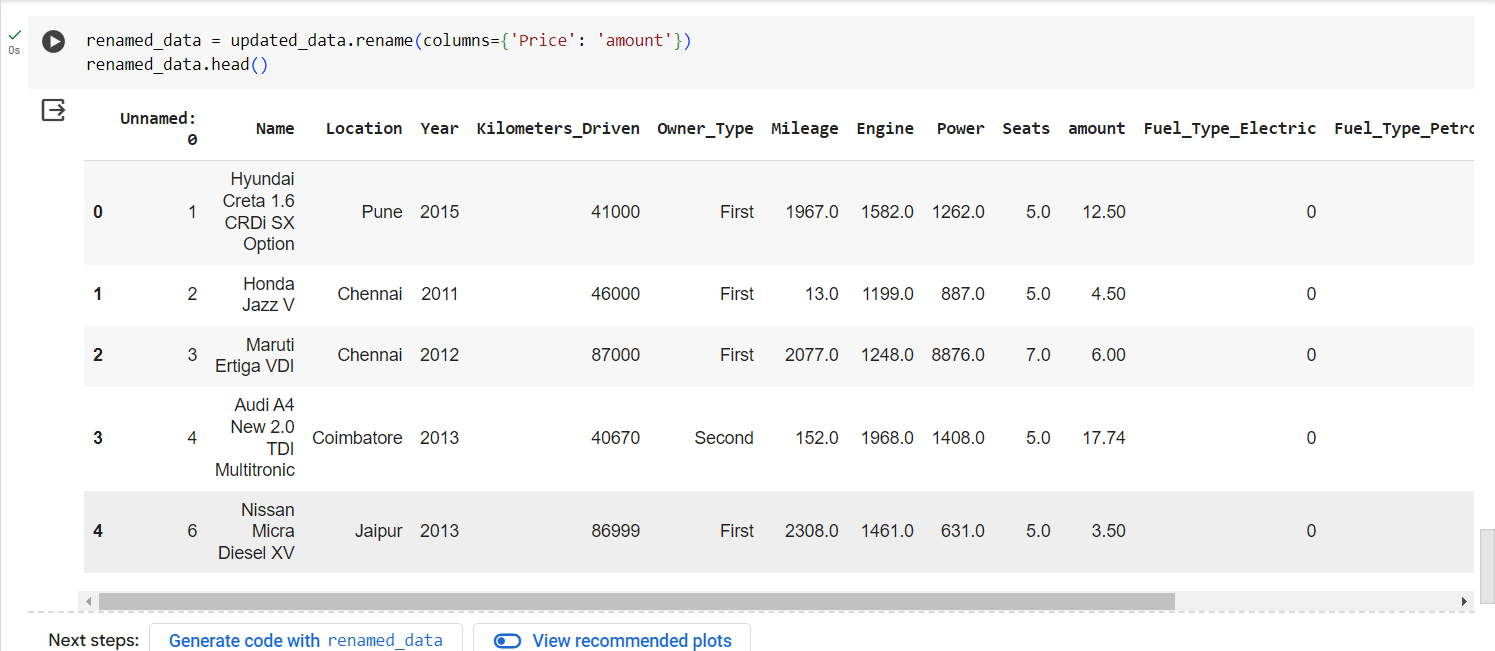 renamed_data = updated_data.rename(columns={'Price': 'amount'})
0s
renamed_data.head()
Unnamed: 0 Name Location Year Kilometers_Driven Owner_Type Mileage Engine Power Seats amount Fuel_Type_Electric Fuel_Type_Petro
0 1 Hyundai Creta 1.6 CRDi SX Option Pune 2015 41000 First 1967.0 1582.0 1262.0 5.0 12.50 0
1 2 Honda Jazz V Chennai 2011 46000 First 13.0 1199.0 887.0 5.0 4.50 0
2 3 Maruti Ertiga VDI Chennai 2012 87000 First 2077.0 1248.0 8876.0 7.0 6.00 0
3 4 Audi A4 New 2.0 TDI Multitronic Coimbatore 2013 40670 Second 152.0 1968.0 1408.0 5.0 17.74 0
4 6 Nissan Micra Diesel XV Jaipur 2013 86999 First 2308.0 1461.0 631.0 5.0 3.50 0
Next steps: Generate code with renamed_data View recommended plots